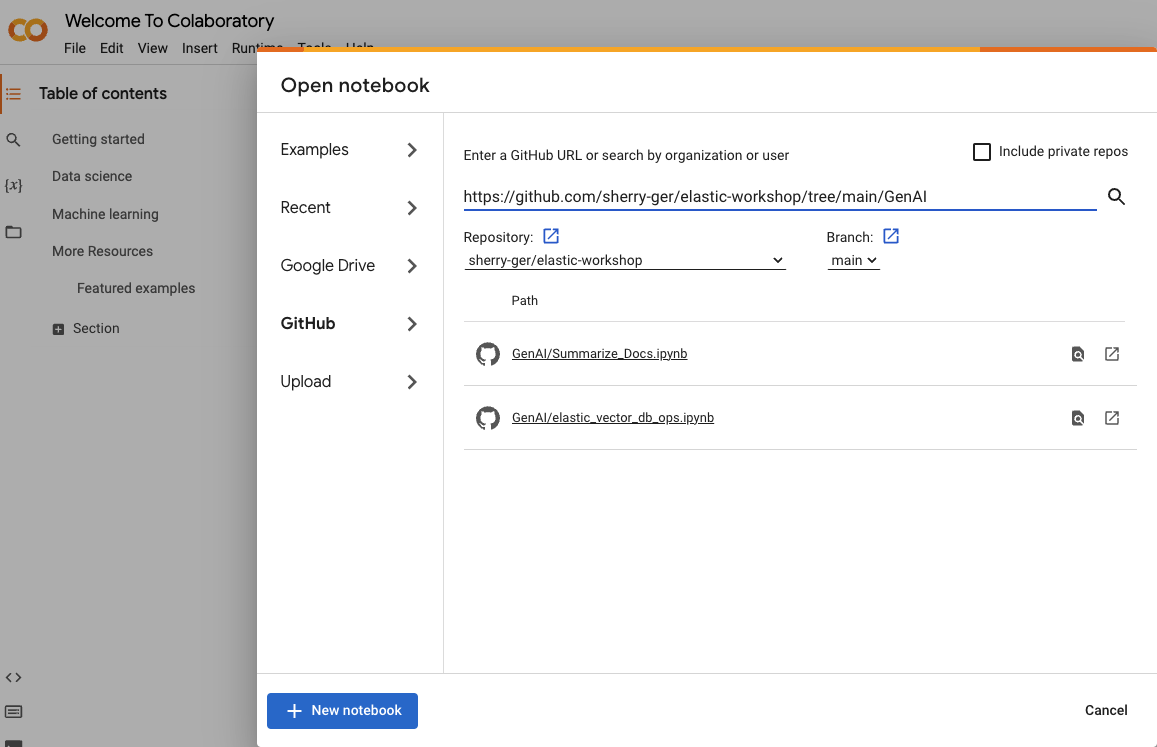 Welcome To Colaboratory
File Edit View Insert Runtime Tools Help
Table of contents
Getting started
Data science
Machine learning
More Resources
Featured examples
Section
{x}
Open notebook
Examples
Recent
Google Drive
GitHub
Upload
Enter a GitHub URL or search by organization or user
Include private repos
https://github.com/sherry-ger/elastic-workshop/tree/main/GenAI
Repository:
Branch:
sherry-ger/elastic-workshop
main
Path
GenAI/Summarize_Docs.ipynb
GenAI/elastic_vector_db_ops.ipynb
New notebook
Cancel